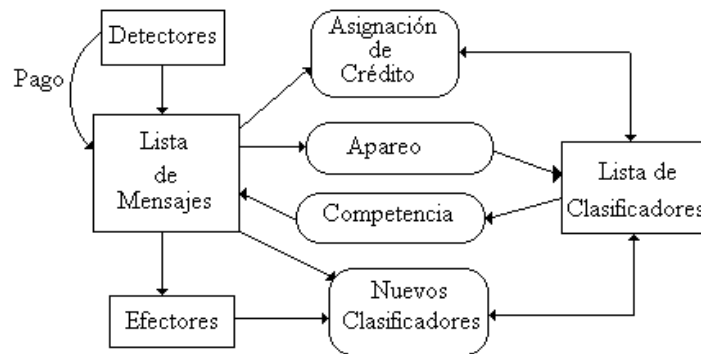 Detectores
Pago
Asignación
de
Crédito
Lista
de
Mensajes
Apareo
Competencia
Lista de
Clasificadores
Efectores
Nuevos
Clasificadores